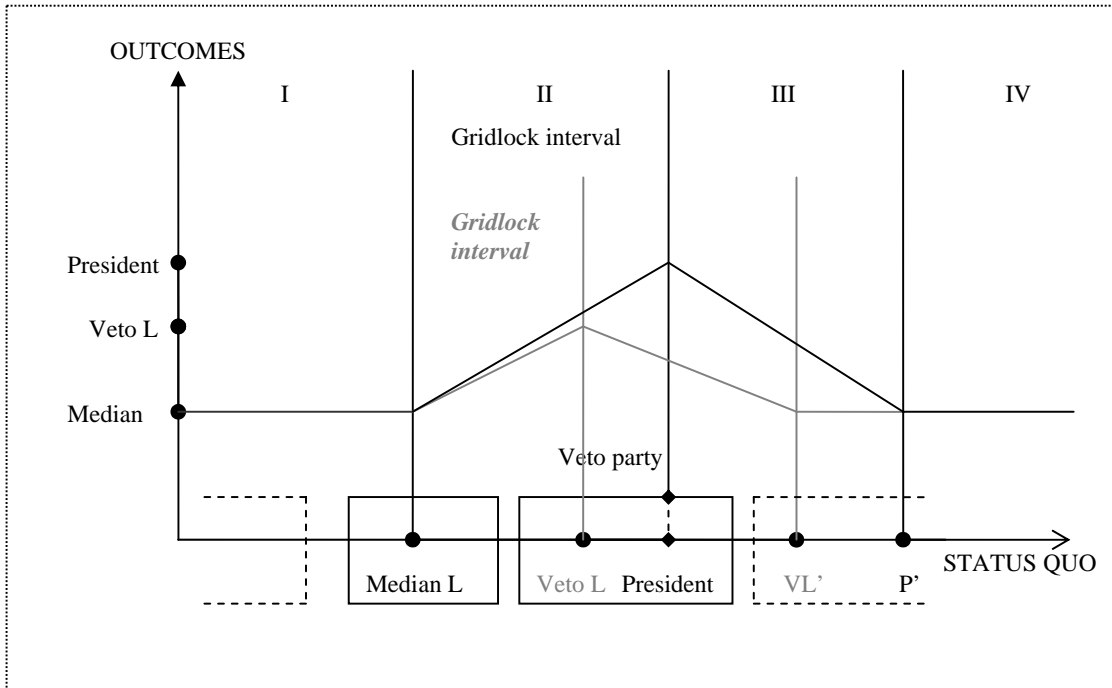 OUTCOMES
I II III IV
Gridlock interval
Gridlock
interval
President
Veto L
Median
Veto party
STATUS QUO
Median L Veto L President VL’ P’